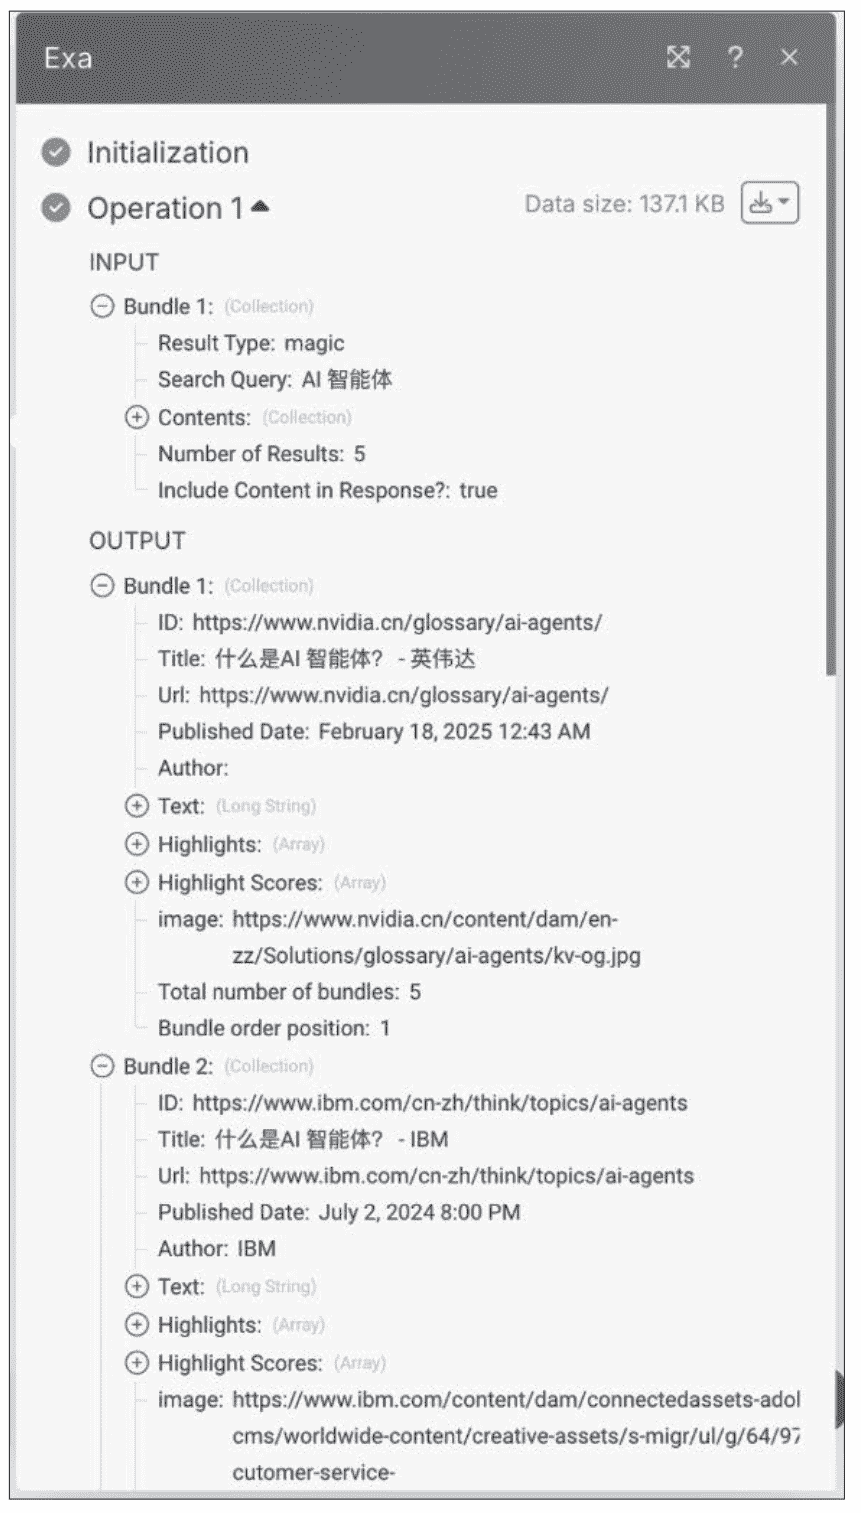 Exa
Initialization
Operation 1
Data size: 137.1 KB
INPUT
Bundle 1: (Collection)
Result Type: magic
Search Query: AI 智能体
Contents: (Collection)
Number of Results: 5
Include Content in Response?: true
OUTPUT
Bundle 1: (Collection)
ID: https://www.nvidia.cn/glossary/ai-agents/
Title: 什么是AI 智能体? - 英伟达
Url: https://www.nvidia.cn/glossary/ai-agents/
Published Date: February 18, 2025 12:43 AM
Author:
Text: (Long String)
Highlights: (Array)
Highlight Scores: (Array)
image: https://www.nvidia.cn/content/dam/en-
zz/Solutions/glossary/ai-agents/kv-og.jpg
Total number of bundles: 5
Bundle order position: 1
Bundle 2: (Collection)
ID: https://www.ibm.com/cn-zh/think/topics/ai-agents
Title: 什么是AI 智能体? - IBM
Url: https://www.ibm.com/cn-zh/think/topics/ai-agents
Published Date: July 2, 2024 8:00 PM
Author: IBM
Text: (Long String)
Highlights: (Array)
Highlight Scores: (Array)
image: https://www.ibm.com/content/dam/connectedassets-adol
cms/worldwide-content/creative-assets/s-migr/ul/g/64/97
cutomer-service-